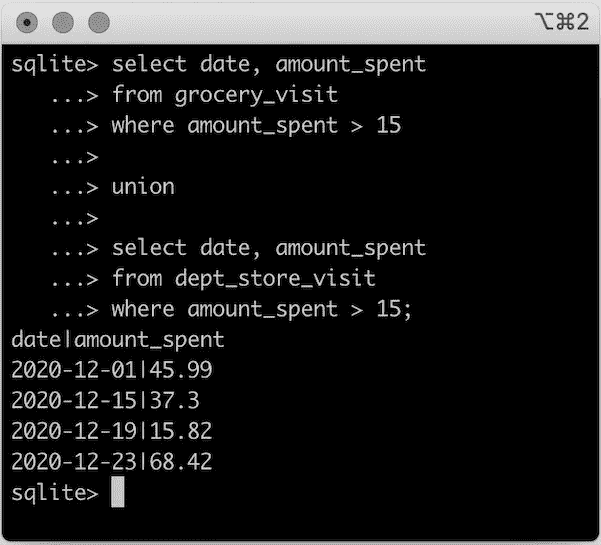 ⌥⌘2
sqlite> select date, amount_spent
...> from grocery_visit
...> where amount_spent > 15
...>
...> union
...>
...> select date, amount_spent
...> from dept_store_visit
...> where amount_spent > 15;
date|amount_spent
2020-12-01|45.99
2020-12-15|37.3
2020-12-19|15.82
2020-12-23|68.42
sqlite>